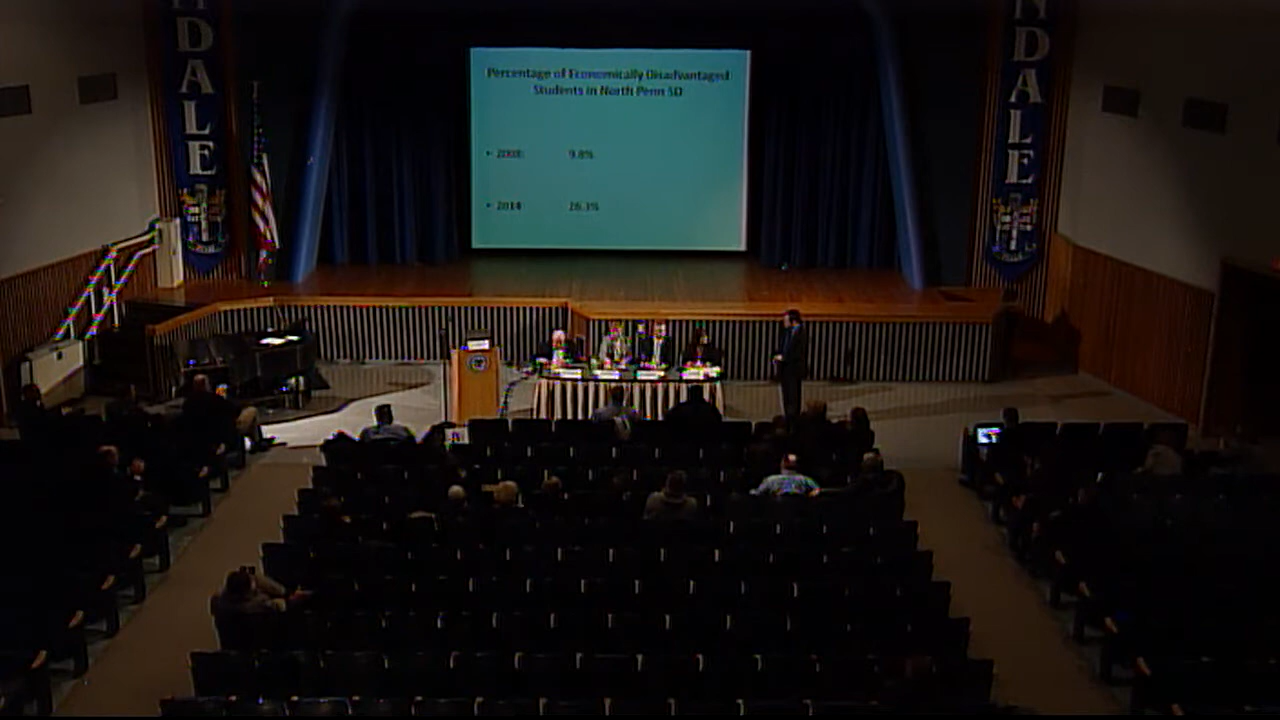 Percentage of Economically Disadvantaged
Students in North Penn SD
• 2008: 9.8%
• 2014 26.3%
NDALE
NDALE